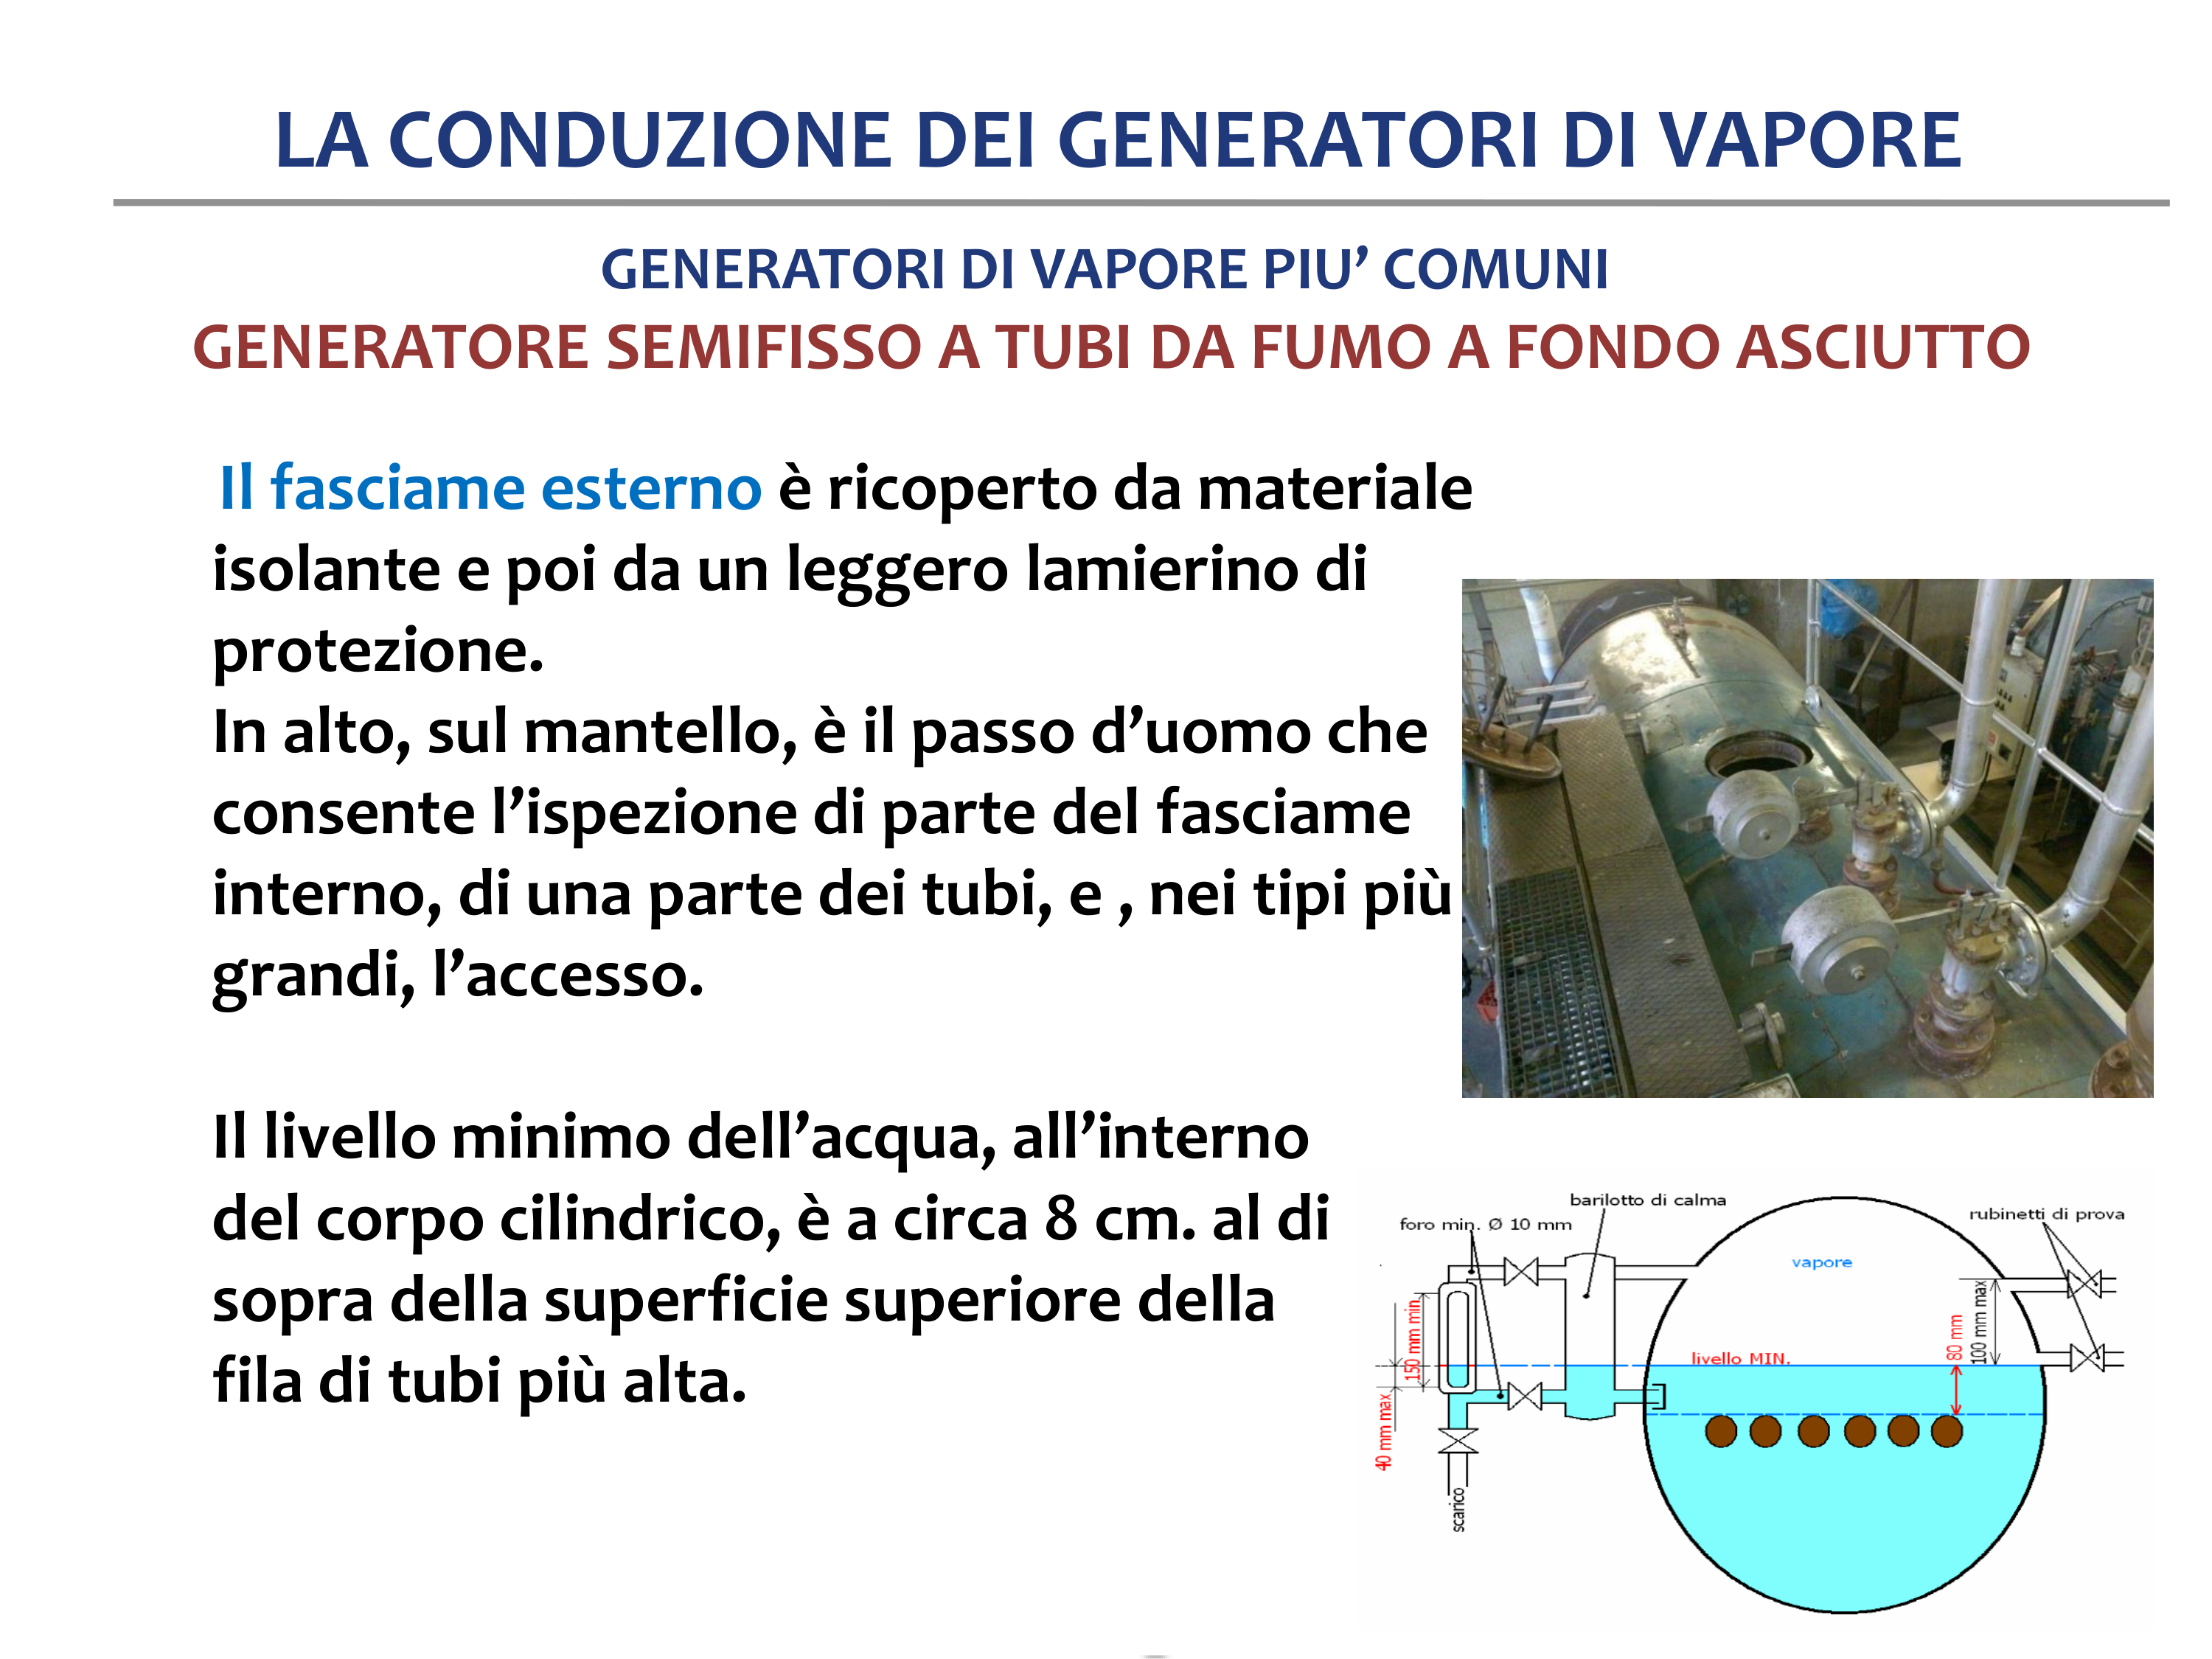 LA CONDUZIONE DEI GENERATORI DI VAPORE
GENERATORI DI VAPORE PIU’ COMUNI
GENERATORE SEMIFISSO A TUBI DA FUMO A FONDO ASCIUTTO
Il fasciame esterno è ricoperto da materiale
isolante e poi da un leggero lamierino di
protezione.
In alto, sul mantello, è il passo d’uomo che
consente l’ispezione di parte del fasciame
interno, di una parte dei tubi, e , nei tipi più
grandi, l’accesso.
Il livello minimo dell’acqua, all’interno
del corpo cilindrico, è a circa 8 cm. al di
sopra della superficie superiore della
fila di tubi più alta.
barilotto di calma
foro min. Ø 10 mm
rubinetti di prova
vapore
150 mm min.
livello MIN.
80 mm
100 mm max
40 mm max
scarico